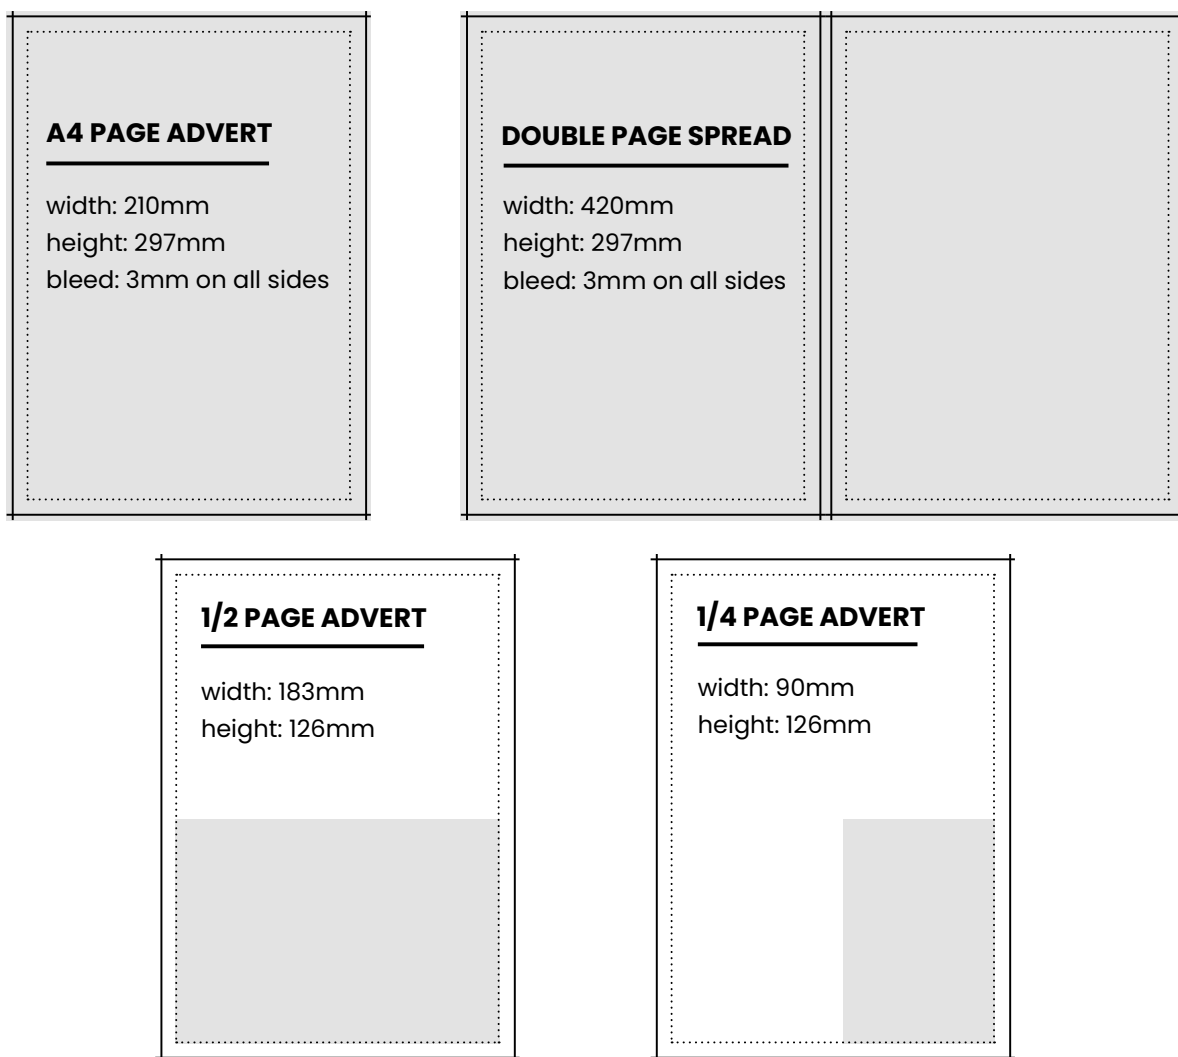 A4 PAGE ADVERT
width: 210mm
height: 297mm
bleed: 3mm on all sides
DOUBLE PAGE SPREAD
width: 420mm
height: 297mm
bleed: 3mm on all sides
1/2 PAGE ADVERT
width: 183mm
height: 126mm
1/4 PAGE ADVERT
width: 90mm
height: 126mm